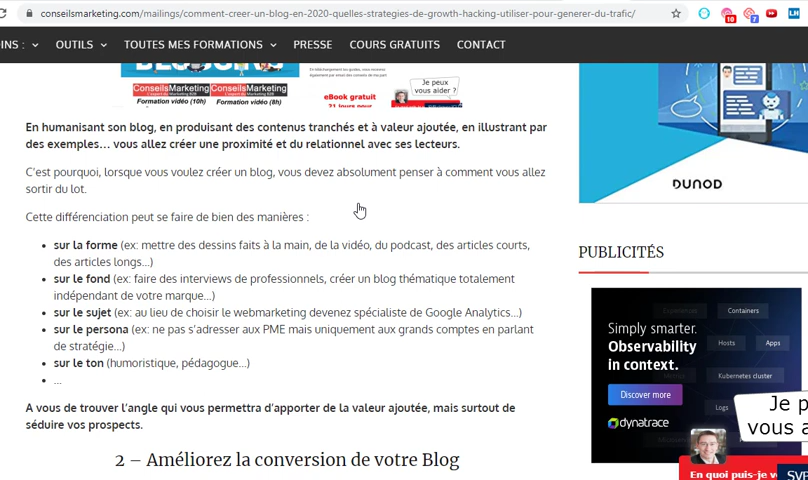 conseilsmarketing.com/mailings/comment-creer-un-blog-en-2020-quelles-strategies-de-growth-hacking-utiliser-pour-generer-du-trafic/
10
7
LH
INS :
OUTILS
TOUTES MES FORMATIONS
PRESSE
COURS GRATUITS
CONTACT
ConseilsMarketing
ConseilsMarketing
Formation vidéo (10h)
Formation vidéo (8h)
eBook gratuit
21 jours pour
Je peux
vous aider ?
En humanisant son blog, en produisant des contenus tranchés et à valeur ajoutée, en illustrant par
des exemples… vous allez créer une proximité et du relationnel avec ses lecteurs.
C'est pourquoi, lorsque vous voulez créer un blog, vous devez absolument penser à comment vous allez
sortir du lot.
Cette différenciation peut se faire de bien des manières :
• sur la forme (ex: mettre des dessins faits à la main, de la vidéo, du podcast, des articles courts,
des articles longs…)
• sur le fond (ex: faire des interviews de professionnels, créer un blog thématique totalement
indépendant de votre marque…)
• sur le sujet (ex: au lieu de choisir le webmarketing devenez spécialiste de Google Analytics…)
• sur le persona (ex: ne pas s'adresser aux PME mais uniquement aux grands comptes en parlant
de stratégie…)
• sur le ton (humoristique, pédagogue…)
• …
A vous de trouver l'angle qui vous permettra d'apporter de la valeur ajoutée, mais surtout de
séduire vos prospects.
2 – Améliorez la conversion de votre Blog
DUNOD
PUBLICITÉS
Containers
Simply smarter.
Observability
in context.
Hosts
Apps
Kubernetes cluster
Discover more
Logs
dynatrace
Je p
vous a
En quoi puis-je v